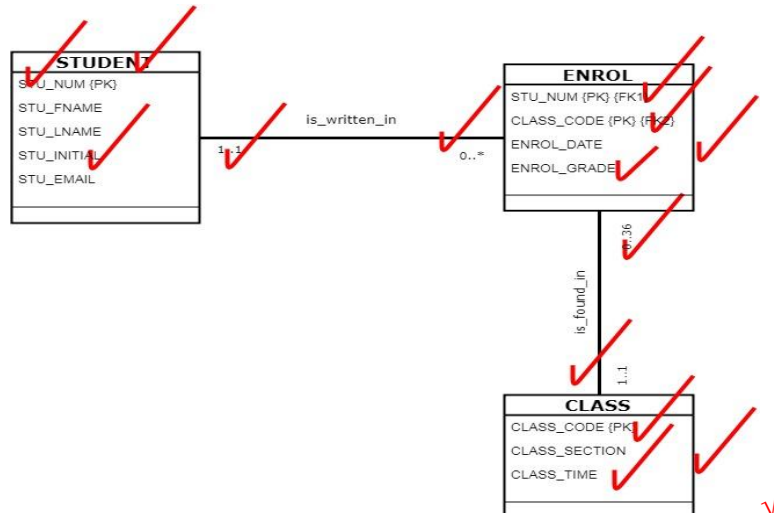 STUDENT
STU_NUM {PK}
STU_FNAME
STU_LNAME
STU_INITIAL
STU_EMAIL
is_written_in
1..1
0..*
ENROL
STU_NUM {PK} {FK1}
CLASS_CODE {PK} {FK2}
ENROL_DATE
ENROL_GRADE
0..36
is_found_in
1..1
CLASS
CLASS_CODE {PK}
CLASS_SECTION
CLASS_TIME